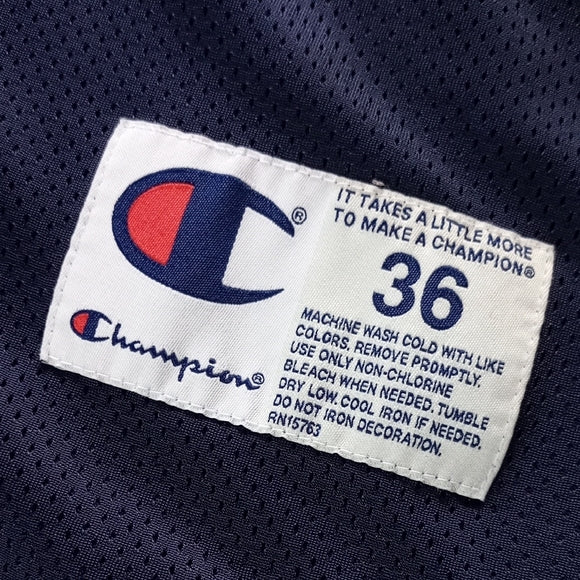 Champion®
IT TAKES A LITTLE MORE
TO MAKE A CHAMPION®
36
MACHINE WASH COLD WITH LIKE
COLORS. REMOVE PROMPTLY.
USE ONLY NON-CHLORINE
BLEACH WHEN NEEDED. TUMBLE
DRY LOW. COOL IRON IF NEEDED.
DO NOT IRON DECORATION.
RN15763